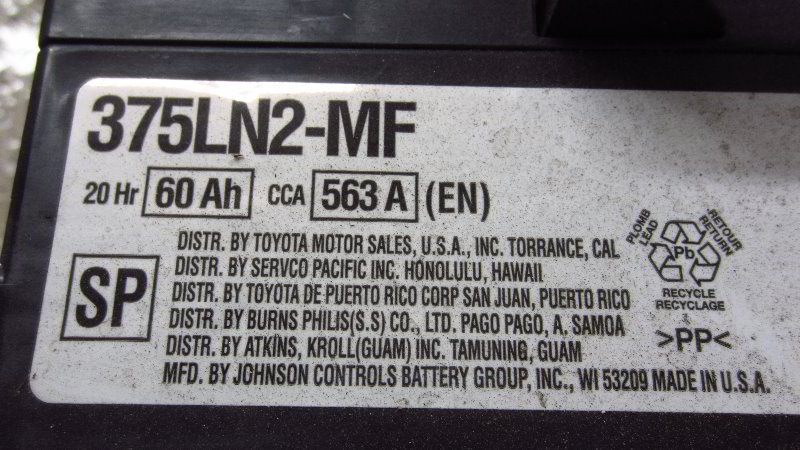 375LN2-MF
20 Hr 60 Ah CCA 563 A (EN)
SP
DISTR. BY TOYOTA MOTOR SALES, U.S.A., INC. TORRANCE, CAL
DISTR. BY SERVCO PACIFIC INC. HONOLULU, HAWAII
DISTR. BY TOYOTA DE PUERTO RICO CORP SAN JUAN, PUERTO RICO
DISTR. BY BURNS PHILIS(S.S) CO., LTD. PAGO PAGO, A. SAMOA
DISTR. BY ATKINS, KROLL(GUAM) INC. TAMUNING, GUAM
MFD. BY JOHNSON CONTROLS BATTERY GROUP, INC., WI 53209 MADE IN U.S.A.
PLOMB
LEAD
RETOUR
RETURN
Pb
RECYCLE
RECYCLAGE
>PP<